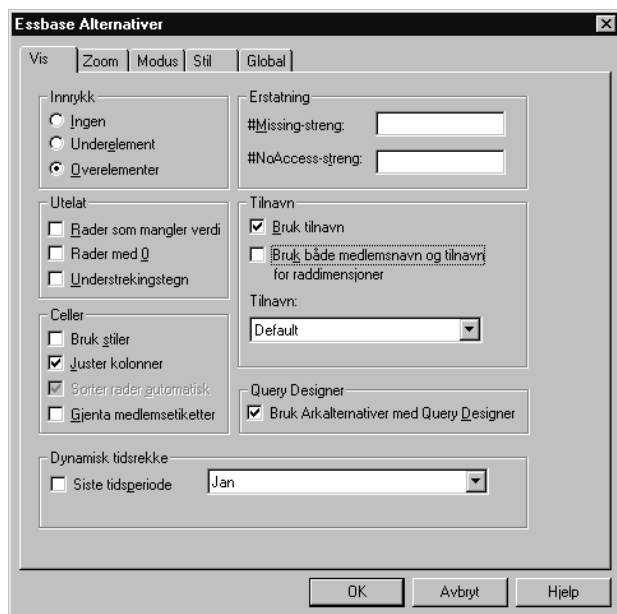 Essbase Alternativer
Vis Zoom Modus Stil Global
Innrykk
Ingen
Underelement
Overelementer
Erstatning
#Missing-streng:
#NoAccess-streng:
Utelat
Rader som mangler verdi
Rader med 0
Understrekingstegn
Tilnavn
Bruk tilnavn
Bruk både medlemsnavn og tilnavn
for raddimensjoner
Tilnavn:
Default
Celler
Bruk stiler
Juster kolonner
Sorter rader automatisk
Gjenta medlemsetiketter
Query Designer
Bruk Arkalternativer med Query Designer
Dynamisk tidsrekke
Siste tidsperiode Jan
OK Avbryt Hjelp